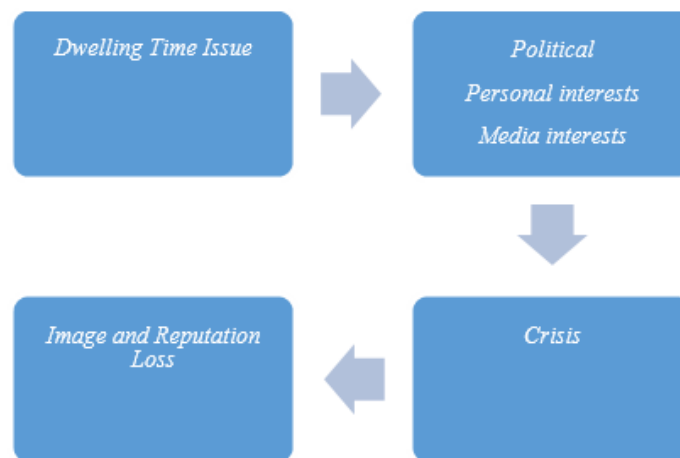 Dwelling Time Issue
Political
Personal interests
Media interests
Crisis
Image and Reputation
Loss